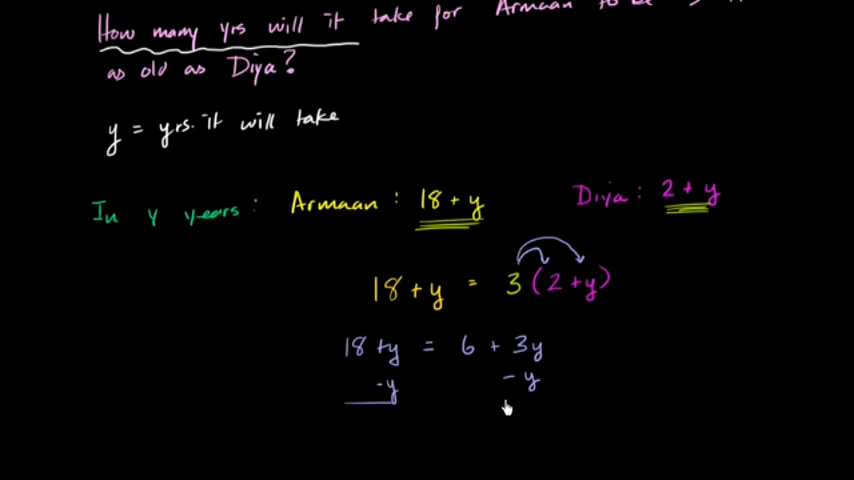 How many yrs will it take for Armaan to be
as old as Diya?
y = yrs. it will take
In y years: Armaan: 18 + y Diya: 2 + y
18 + y = 3 (2 + y)
18 + y = 6 + 3y
-y - y